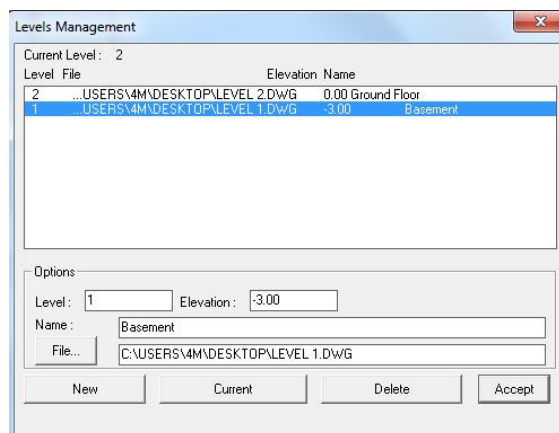 Levels Management
Current Level : 2
Level File Elevation Name
2 ...USERS\4M\DESKTOP\LEVEL 2.DWG 0.00 Ground Floor
1 ...USERS\4M\DESKTOP\LEVEL 1.DWG -3.00 Basement
Options
Level : 1 Elevation : -3.00
Name : Basement
File... C:\USERS\4M\DESKTOP\LEVEL 1.DWG
New Current Delete Accept